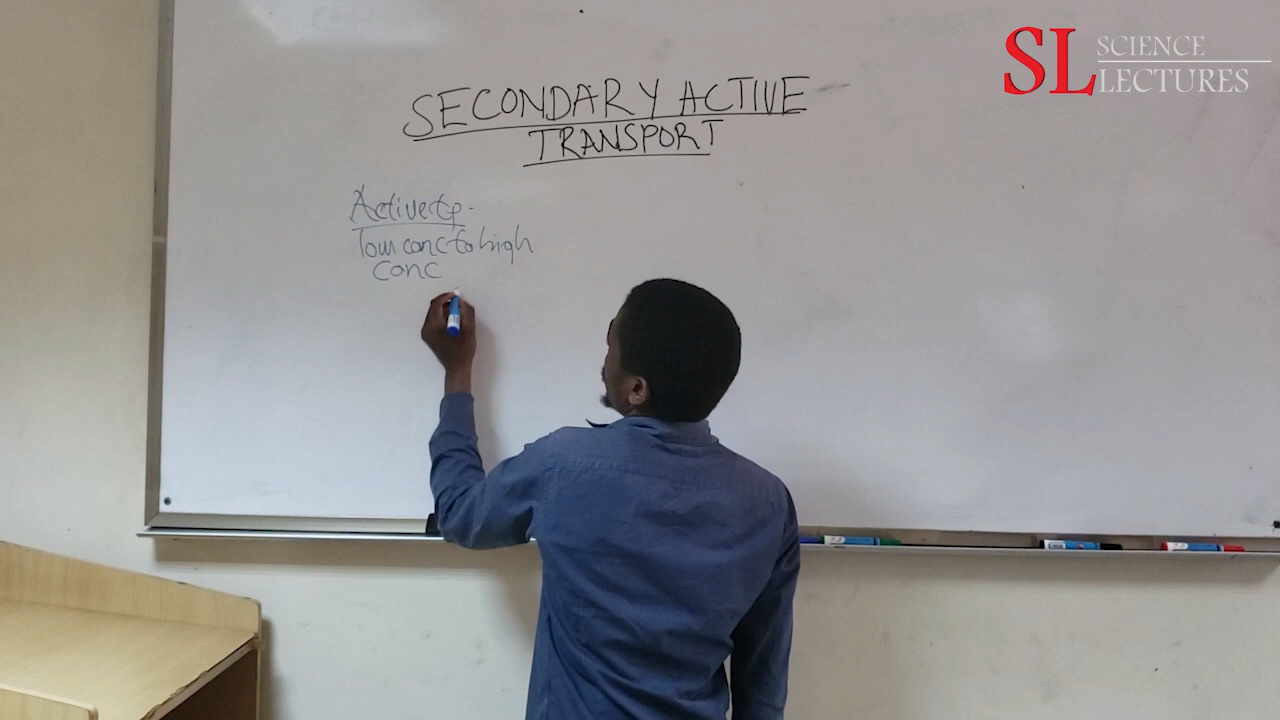 SECONDARY ACTIVE
TRANSPORT
Active tp.
low conc to high
conc
SL SCIENCE
LECTURES